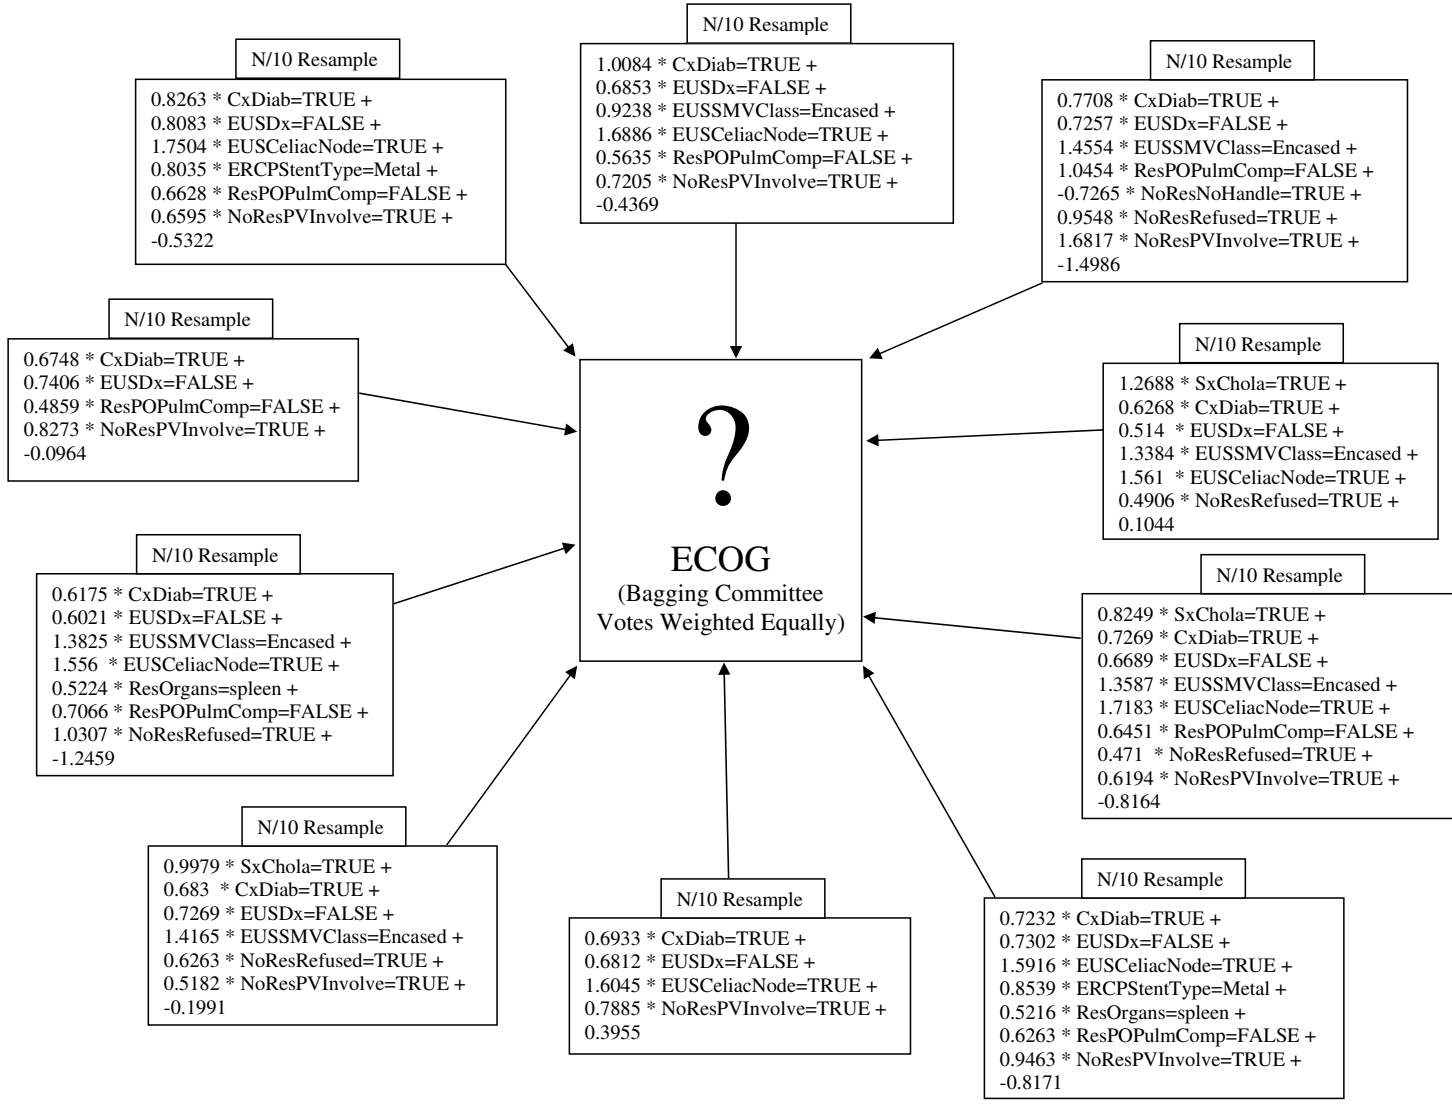 N/10 Resample
0.8263 * CxDiab=TRUE +
0.8083 * EUSDx=FALSE +
1.7504 * EUSCeliacNode=TRUE +
0.8035 * ERCPStentType=Metal +
0.6628 * ResPOPulmComp=FALSE +
0.6595 * NoResPVInvolve=TRUE +
-0.5322
N/10 Resample
1.0084 * CxDiab=TRUE +
0.6853 * EUSDx=FALSE +
0.9238 * EUSSMVClass=Encased +
1.6886 * EUSCeliacNode=TRUE +
0.5635 * ResPOPulmComp=FALSE +
0.7205 * NoResPVInvolve=TRUE +
-0.4369
N/10 Resample
0.7708 * CxDiab=TRUE +
0.7257 * EUSDx=FALSE +
1.4554 * EUSSMVClass=Encased +
1.0454 * ResPOPulmComp=FALSE +
-0.7265 * NoResNoHandle=TRUE +
0.9548 * NoResRefused=TRUE +
1.6817 * NoResPVInvolve=TRUE +
-1.4986
N/10 Resample
0.6748 * CxDiab=TRUE +
0.7406 * EUSDx=FALSE +
0.4859 * ResPOPulmComp=FALSE +
0.8273 * NoResPVInvolve=TRUE +
-0.0964
?
ECOG
(Bagging Committee
Votes Weighted Equally)
N/10 Resample
1.2688 * SxChola=TRUE +
0.6268 * CxDiab=TRUE +
0.514 * EUSDx=FALSE +
1.3384 * EUSSMVClass=Encased +
1.561 * EUSCeliacNode=TRUE +
0.4906 * NoResRefused=TRUE +
0.1044
N/10 Resample
0.6175 * CxDiab=TRUE +
0.6021 * EUSDx=FALSE +
1.3825 * EUSSMVClass=Encased +
1.556 * EUSCeliacNode=TRUE +
0.5224 * ResOrgans=spleen +
0.7066 * ResPOPulmComp=FALSE +
1.0307 * NoResRefused=TRUE +
-1.2459
N/10 Resample
0.8249 * SxChola=TRUE +
0.7269 * CxDiab=TRUE +
0.6689 * EUSDx=FALSE +
1.3587 * EUSSMVClass=Encased +
1.7183 * EUSCeliacNode=TRUE +
0.6451 * ResPOPulmComp=FALSE +
0.471 * NoResRefused=TRUE +
0.6194 * NoResPVInvolve=TRUE +
-0.8164
N/10 Resample
0.9979 * SxChola=TRUE +
0.683 * CxDiab=TRUE +
0.7269 * EUSDx=FALSE +
1.4165 * EUSSMVClass=Encased +
0.6263 * NoResRefused=TRUE +
0.5182 * NoResPVInvolve=TRUE +
-0.1991
N/10 Resample
0.6933 * CxDiab=TRUE +
0.6812 * EUSDx=FALSE +
1.6045 * EUSCeliacNode=TRUE +
0.7885 * NoResPVInvolve=TRUE +
0.3955
N/10 Resample
0.7232 * CxDiab=TRUE +
0.7302 * EUSDx=FALSE +
1.5916 * EUSCeliacNode=TRUE +
0.8539 * ERCPStentType=Metal +
0.5216 * ResOrgans=spleen +
0.6263 * ResPOPulmComp=FALSE +
0.9463 * NoResPVInvolve=TRUE +
-0.8171